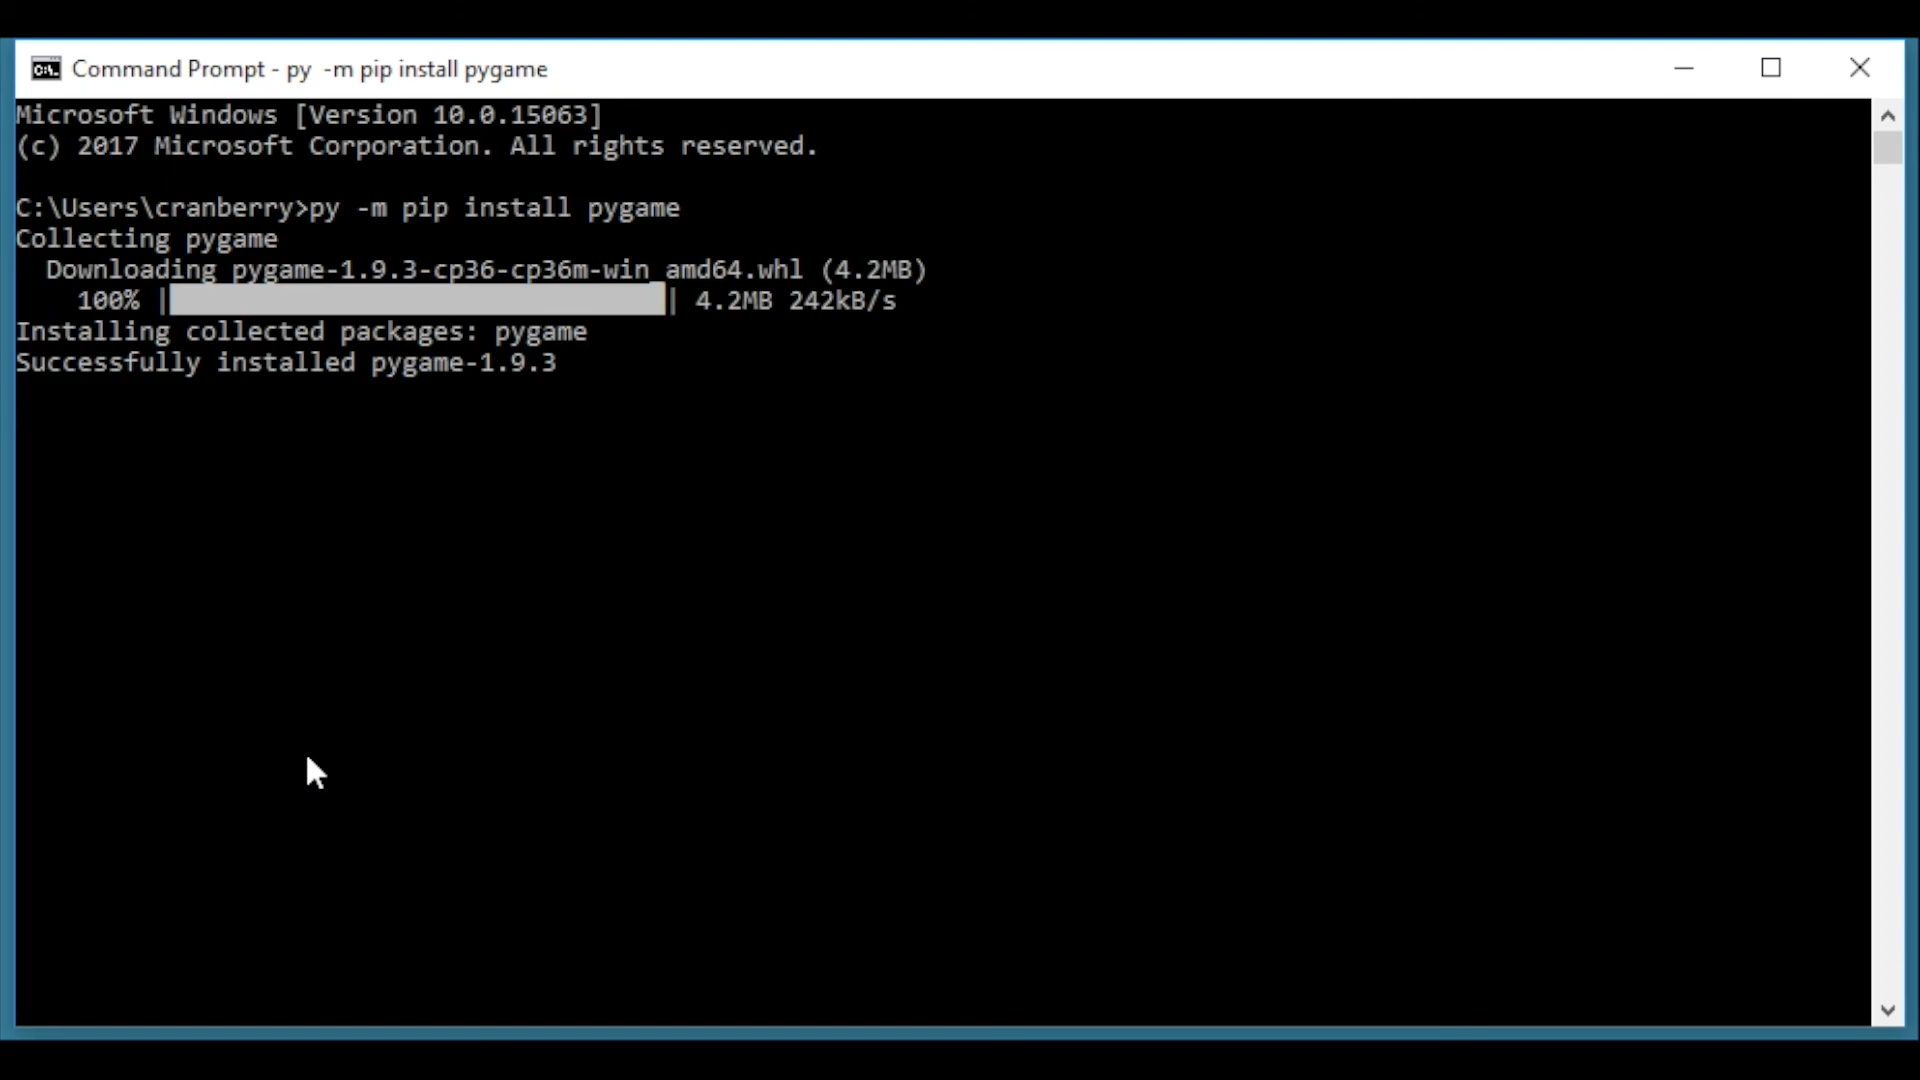 Command Prompt - py  -m pip install pygame
Microsoft Windows [Version 10.0.15063]
(c) 2017 Microsoft Corporation. All rights reserved.
C:\Users\cranberry>py -m pip install pygame
Collecting pygame
  Downloading pygame-1.9.3-cp36-cp36m-win_amd64.whl (4.2MB)
    100% |████████████████████████████████| 4.2MB 242kB/s
Installing collected packages: pygame
Successfully installed pygame-1.9.3